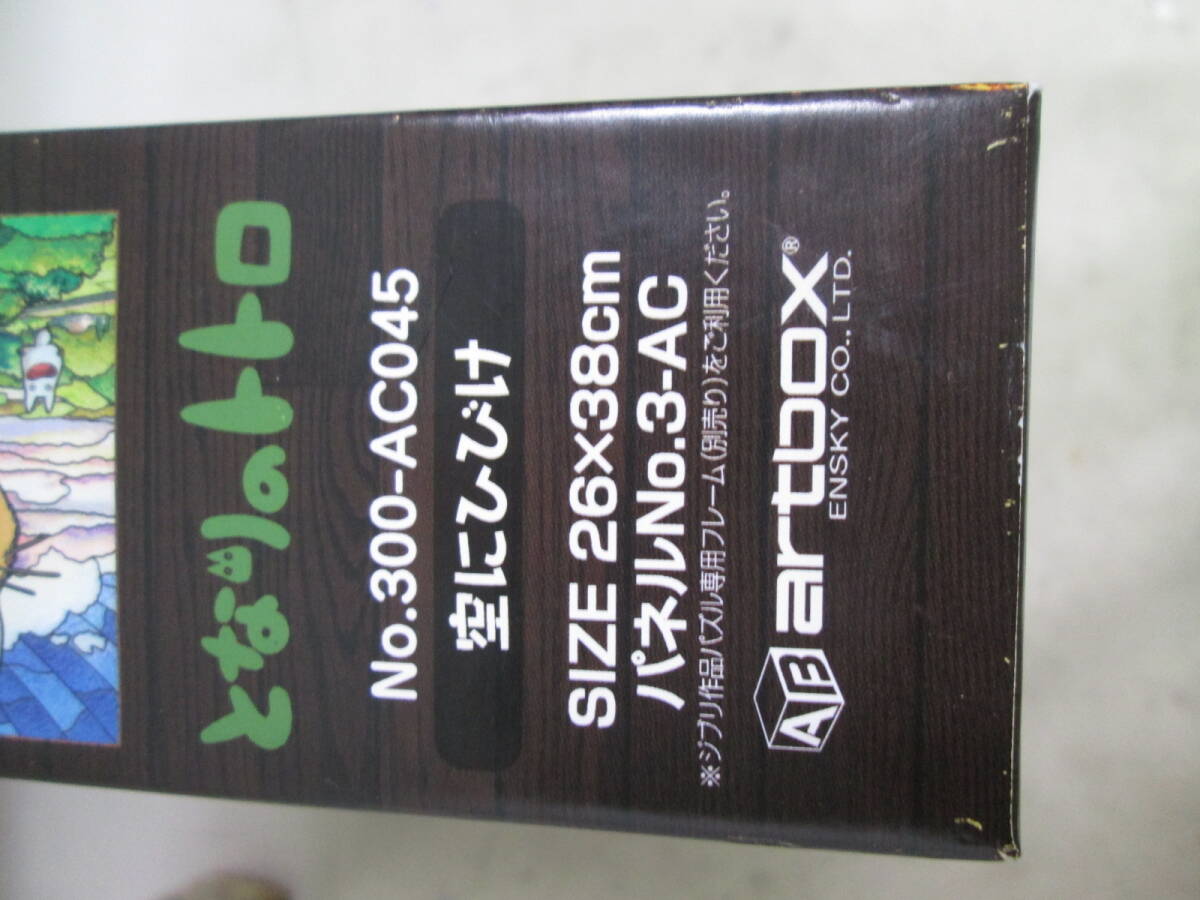 となりのトトロ
No.300-AC045
空にひびけ
SIZE 26×38cm
パネルNo.3-AC
※ジブリ作品パズル専用フレーム(別売り)をご利用ください。
AB artbox®
ENSKY CO., LTD.